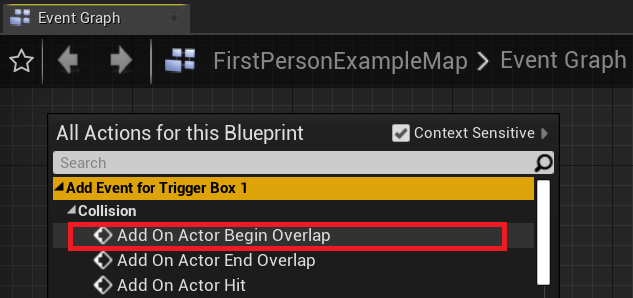 Event Graph
FirstPersonExampleMap > Event Graph
All Actions for this Blueprint Context Sensitive
Search
Add Event for Trigger Box 1
Collision
Add On Actor Begin Overlap
Add On Actor End Overlap
Add On Actor Hit